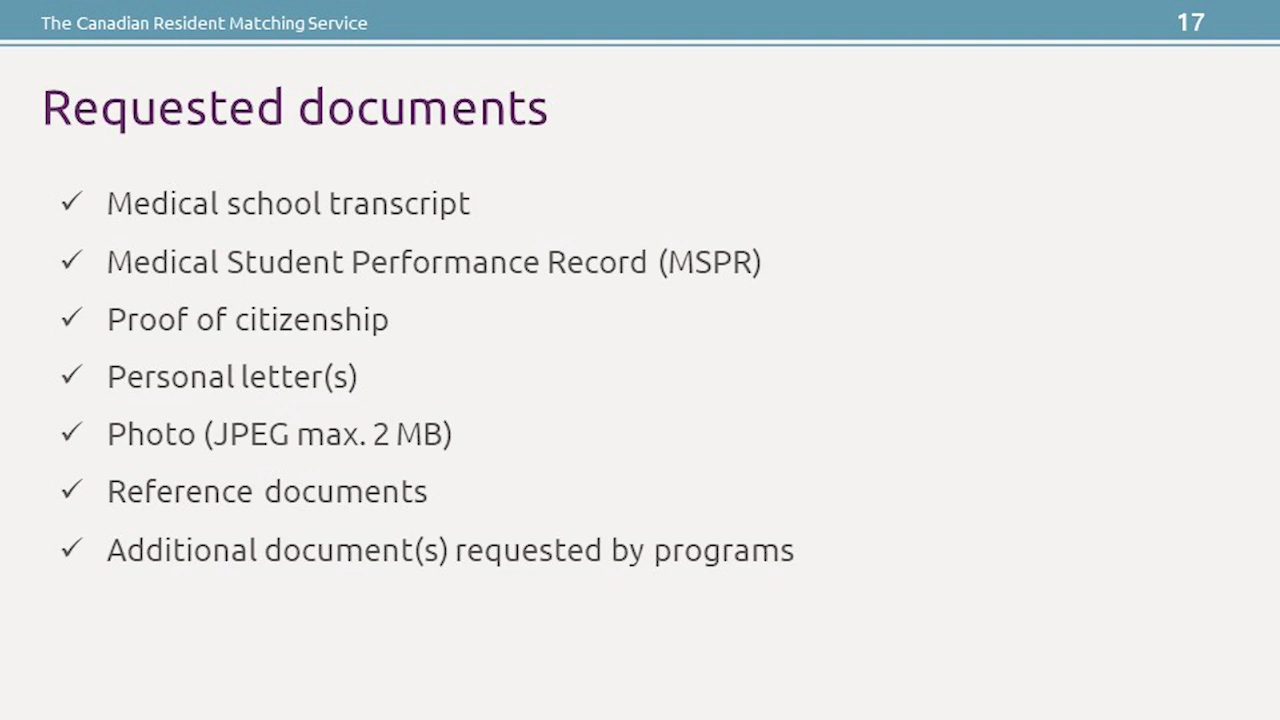 The Canadian Resident Matching Service
17
Requested documents
✓ Medical school transcript
✓ Medical Student Performance Record (MSPR)
✓ Proof of citizenship
✓ Personal letter(s)
✓ Photo (JPEG max. 2 MB)
✓ Reference documents
✓ Additional document(s) requested by programs